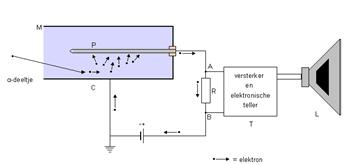 M
P
α-deeltje
C
A
R
B
versterker
en
elektronische
teller
T
L
= elektron